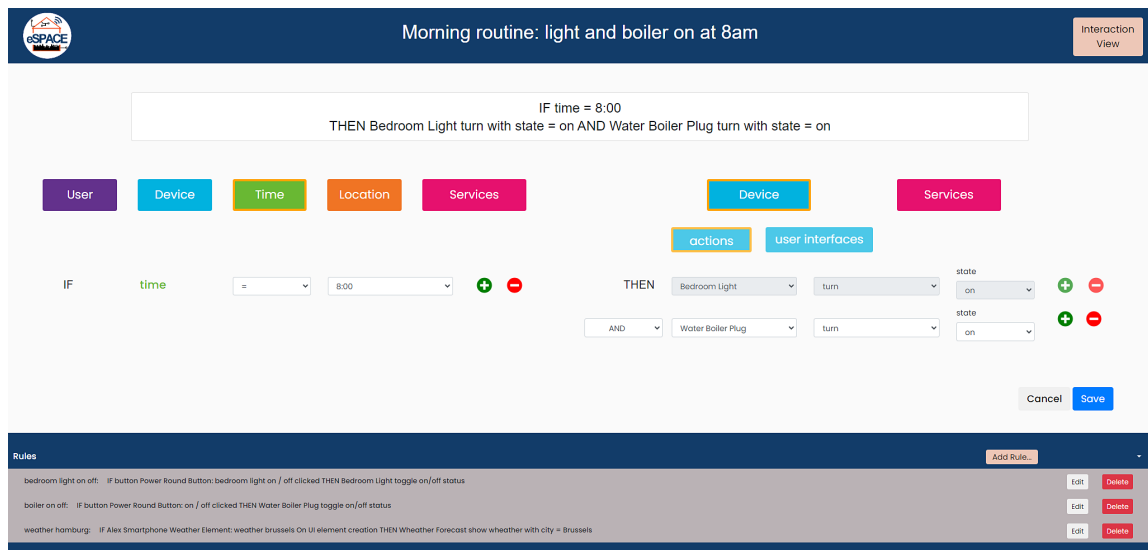 eSPACE
Morning routine: light and boiler on at 8am
Interaction
View
IF time = 8:00
THEN Bedroom Light turn with state = on AND Water Boiler Plug turn with state = on
User Device Time Location Services Device Services
actions user interfaces
state
IF time = 8:00 THEN Bedroom Light turn on
state
AND Water Boiler Plug turn on
Cancel Save
Rules Add Rule...
bedroom light on off: IF button Power Round Button: bedroom light on / off clicked THEN Bedroom Light toggle on/off status Edit Delete
boiler on off: IF button Power Round Button: on / off clicked THEN Water Boiler Plug toggle on/off status Edit Delete
weather hamburg: IF Alex Smartphone Weather Element: weather brussels On UI element creation THEN Wheather Forecast show wheather with city = Brussels Edit Delete